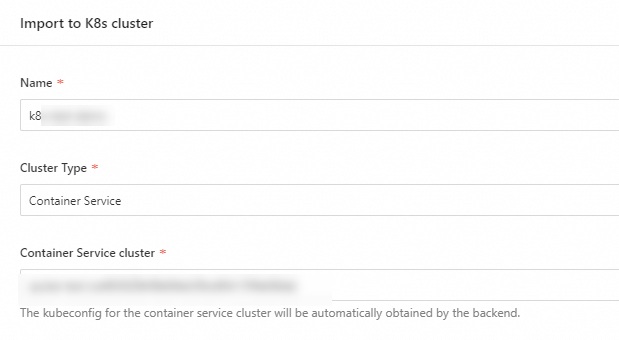 Import to K8s cluster
Name *
k8
Cluster Type *
Container Service
Container Service cluster *
The kubeconfig for the container service cluster will be automatically obtained by the backend.